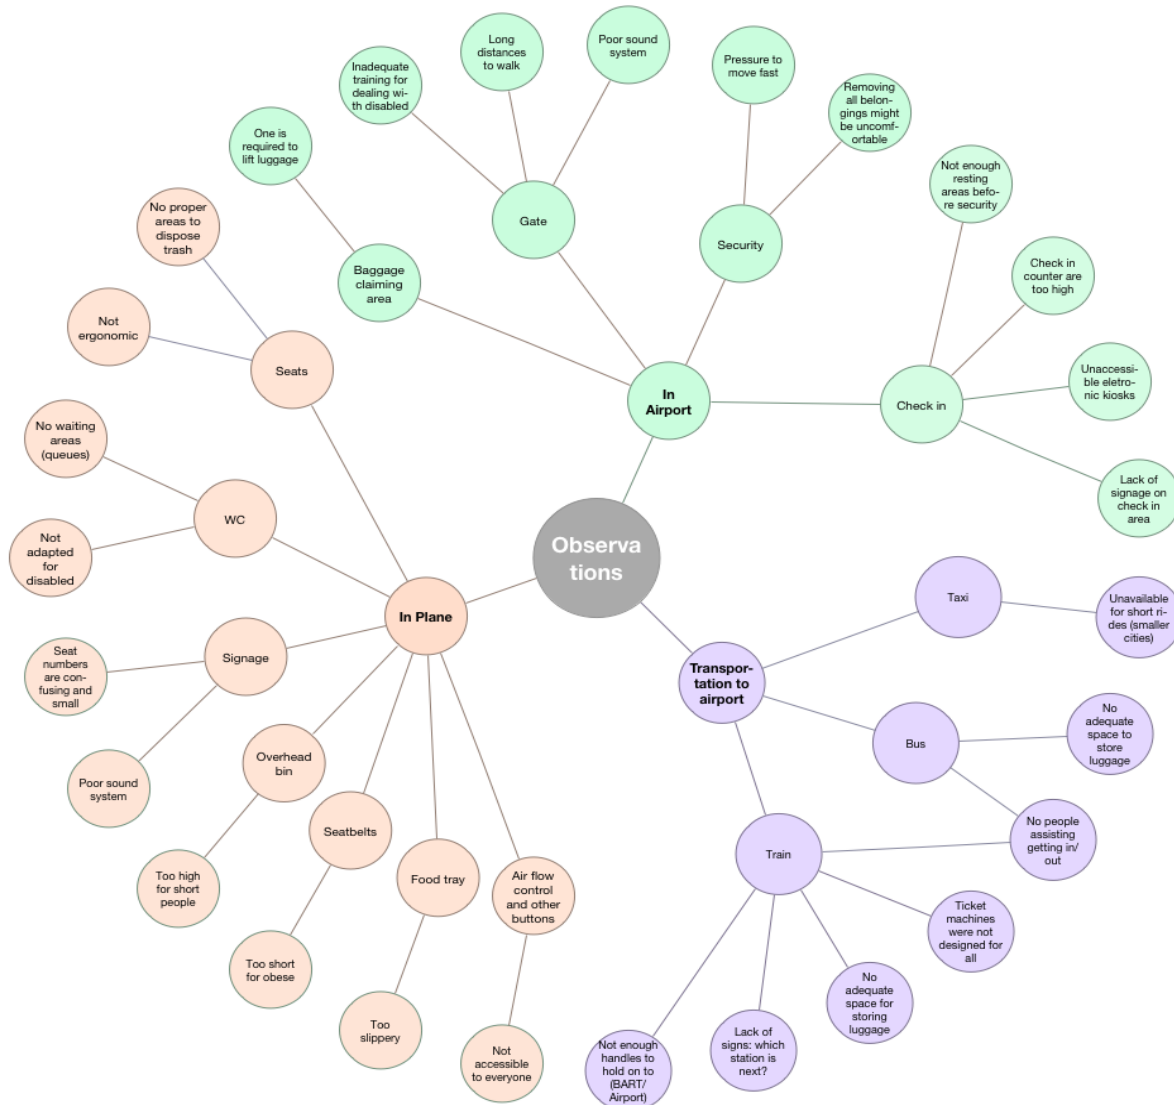 Observa
tions
In
Airport
Baggage
claiming
area
One is
required to
lift luggage
Gate
Inadequate
training for
dealing wi-
th disabled
Long
distances
to walk
Poor sound
system
Security
Pressure to
move fast
Removing
all belon-
gings might
be uncomf-
ortable
Check in
Not enough
resting
areas befo-
re security
Check in
counter are
too high
Unaccessi-
ble eletro-
nic kiosks
Lack of
signage on
check in
area
Transpor-
tation to
airport
Taxi
Unavailable
for short ri-
des (smaller
cities)
Bus
No
adequate
space to
store
luggage
No people
assisting
getting in/
out
Train
Ticket
machines
were not
designed for
all
No
adequate
space for
storing
luggage
Lack of
signs: which
station is
next?
Not enough
handles to
hold on to
(BART/
Airport)
In Plane
Seats
No proper
areas to
dispose
trash
Not
ergonomic
WC
No waiting
areas
(queues)
Not
adapted
for
disabled
Signage
Seat
numbers
are con-
fusing and
small
Poor sound
system
Overhead
bin
Too high
for short
people
Seatbelts
Too short
for obese
Food tray
Too
slippery
Air flow
control
and other
buttons
Not
accessible
to everyone